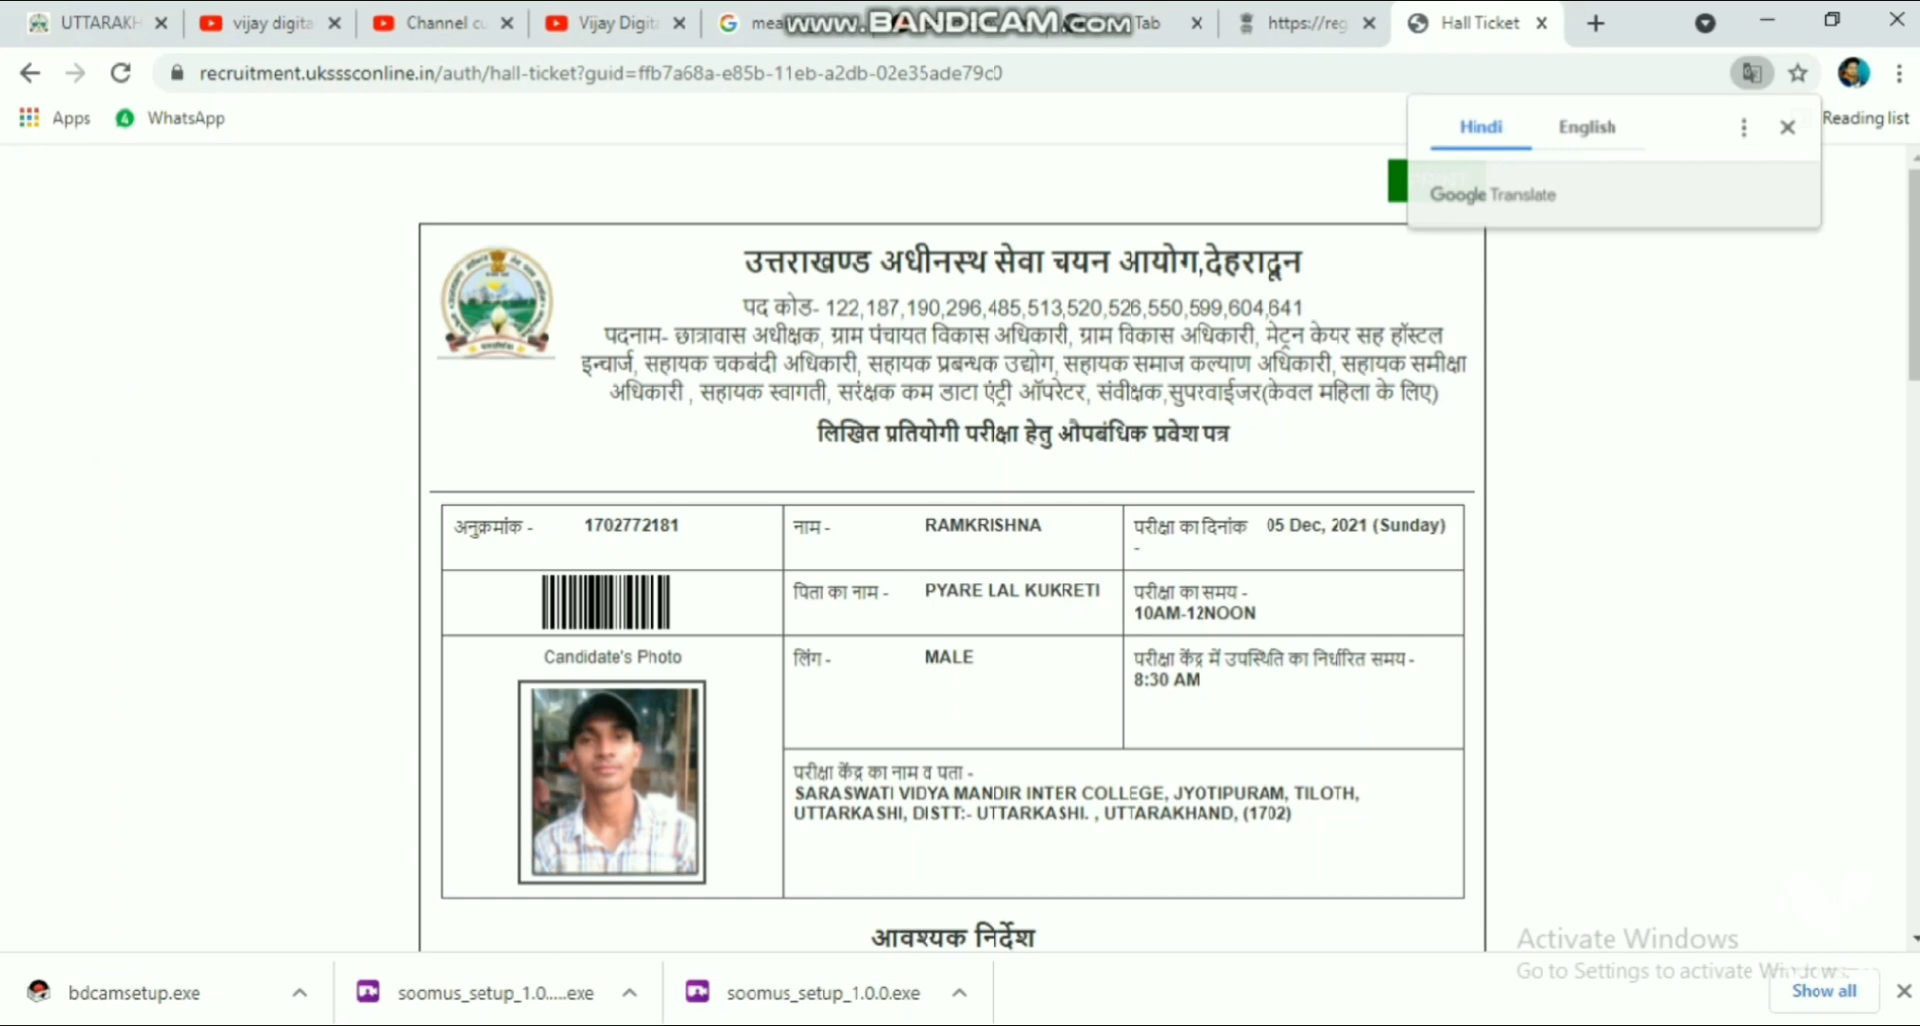 UTTARAKH
vijay digita
Channel cu
Vijay Digita
mea
www.BANDICAM.com
Tab
https://reg
Hall Ticket
recruitment.uksssconline.in/auth/hall-ticket?guid=ffb7a68a-e85b-11eb-a2db-02e35ade79c0
Apps
WhatsApp
Reading list
Hindi
English
Google Translate
उत्तराखण्ड अधीनस्थ सेवा चयन आयोग,देहरादून
पद कोड- 122,187,190,296,485,513,520,526,550,599,604,641
पदनाम- छात्रावास अधीक्षक, ग्राम पंचायत विकास अधिकारी, ग्राम विकास अधिकारी, मेट्रन केयर सह हॉस्टल
इन्चार्ज, सहायक चकबंदी अधिकारी, सहायक प्रबन्धक उद्योग, सहायक समाज कल्याण अधिकारी, सहायक समीक्षा
अधिकारी , सहायक स्वागती, सरंक्षक कम डाटा एंट्री ऑपरेटर, संवीक्षक,सुपरवाईजर(केवल महिला के लिए)
लिखित प्रतियोगी परीक्षा हेतु औपबंधिक प्रवेश पत्र
अनुक्रमांक - 1702772181
नाम - RAMKRISHNA
परीक्षा का दिनांक 05 Dec, 2021 (Sunday)
-
पिता का नाम - PYARE LAL KUKRETI
परीक्षा का समय -
10AM-12NOON
Candidate's Photo
लिंग - MALE
परीक्षा केंद्र में उपस्थिति का निर्धारित समय -
8:30 AM
परीक्षा केंद्र का नाम व पता -
SARASWATI VIDYA MANDIR INTER COLLEGE, JYOTIPURAM, TILOTH,
UTTARKASHI, DISTT:- UTTARKASHI. , UTTARAKHAND, (1702)
आवश्यक निर्देश
Activate Windows
Go to Settings to activate Windows.
bdcamsetup.exe
soomus_setup_1.0.....exe
soomus_setup_1.0.0.exe
Show all